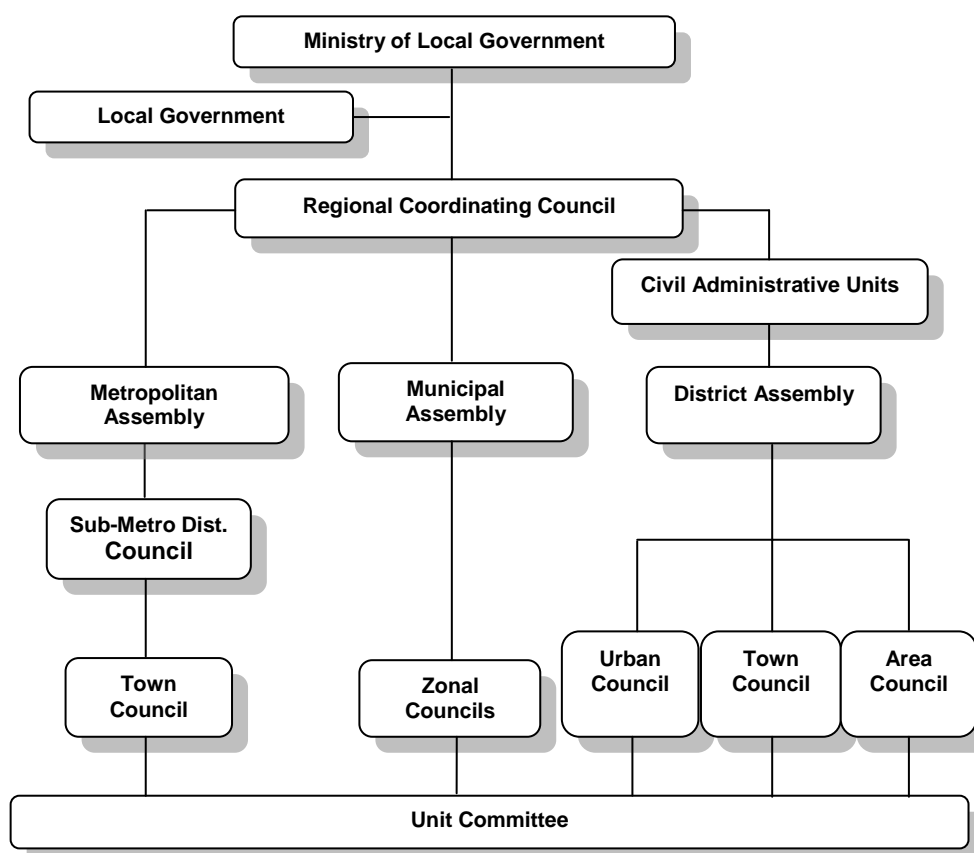 Ministry of Local Government
Local Government
Regional Coordinating Council
Civil Administrative Units
Metropolitan
Assembly
Municipal
Assembly
District Assembly
Sub-Metro Dist.
Council
Urban
Council
Town
Council
Area
Council
Town
Council
Zonal
Councils
Unit Committee